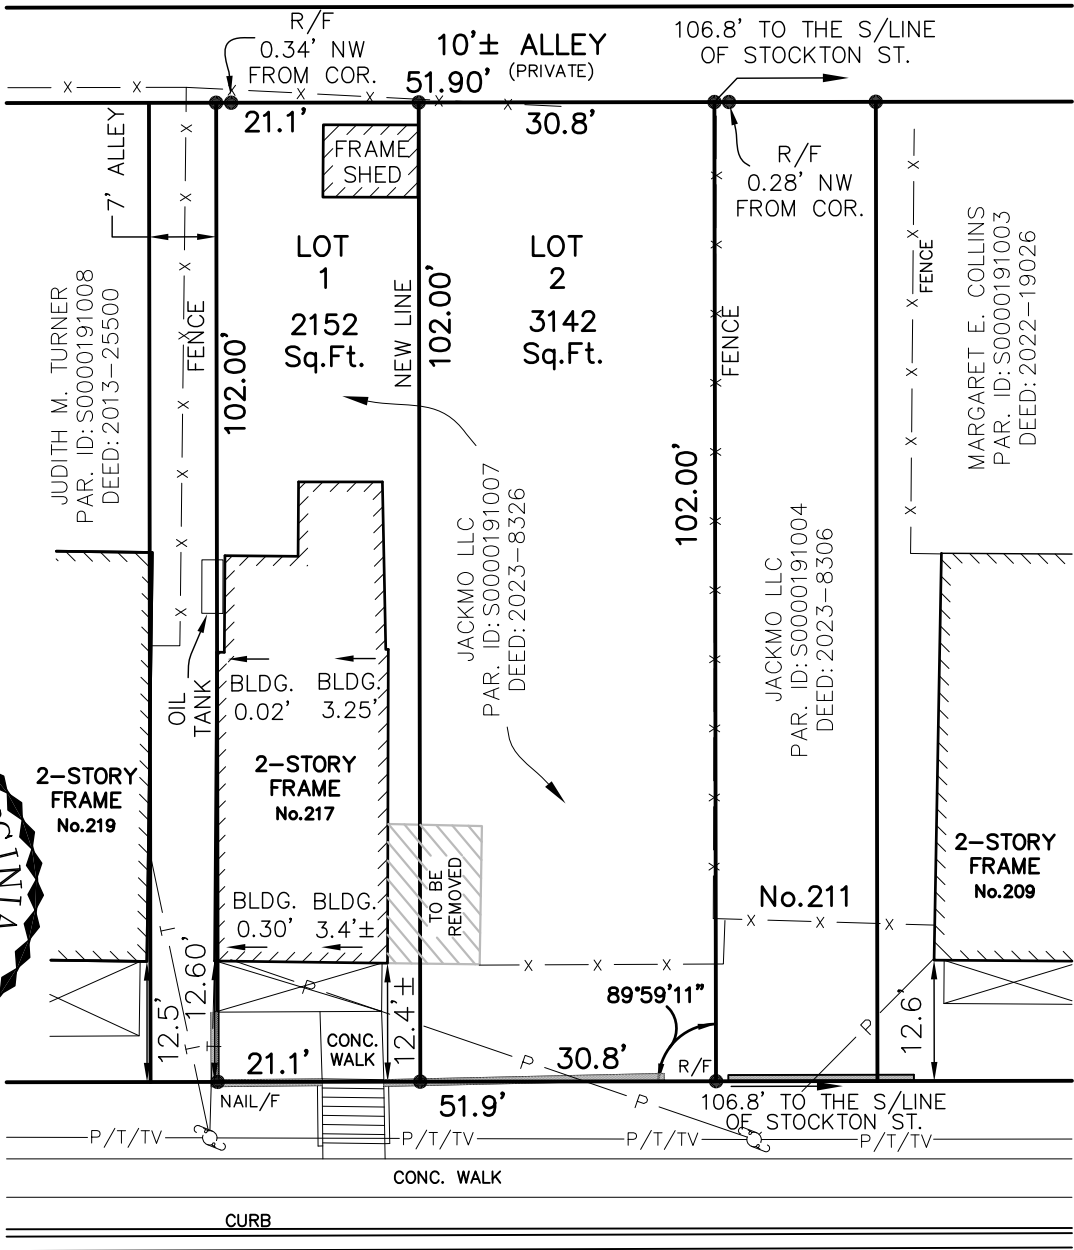 R/F
0.34' NW
FROM COR.
10'± ALLEY
(PRIVATE)
51.90'
106.8' TO THE S/LINE
OF STOCKTON ST.
21.1'
30.8'
7' ALLEY
FRAME
SHED
R/F
0.28' NW
FROM COR.
LOT
1
2152
Sq.Ft.
LOT
2
3142
Sq.Ft.
JUDITH M. TURNER
PAR. ID: S0000191008
DEED: 2013-25500
FENCE
102.00'
NEW LINE
102.00'
FENCE
102.00'
FENCE
MARGARET E. COLLINS
PAR. ID: S0000191003
DEED: 2022-19026
JACKMO LLC
PAR. ID: S0000191007
DEED: 2023-8326
JACKMO LLC
PAR. ID: S0000191004
DEED: 2023-8306
OIL
TANK
BLDG.
0.02'
BLDG.
3.25'
2-STORY
FRAME
No.219
2-STORY
FRAME
No.217
TO BE
REMOVED
2-STORY
FRAME
No.209
No.211
BLDG.
0.30'
BLDG.
3.4'±
12.5'
12.60'
12.4'±
12.6'
89°59'11"
CONC.
WALK
21.1'
30.8'
R/F
NAIL/F
51.9'
106.8' TO THE S/LINE
OF STOCKTON ST.
P/T/TV
P/T/TV
P/T/TV
P/T/TV
CONC. WALK
CURB